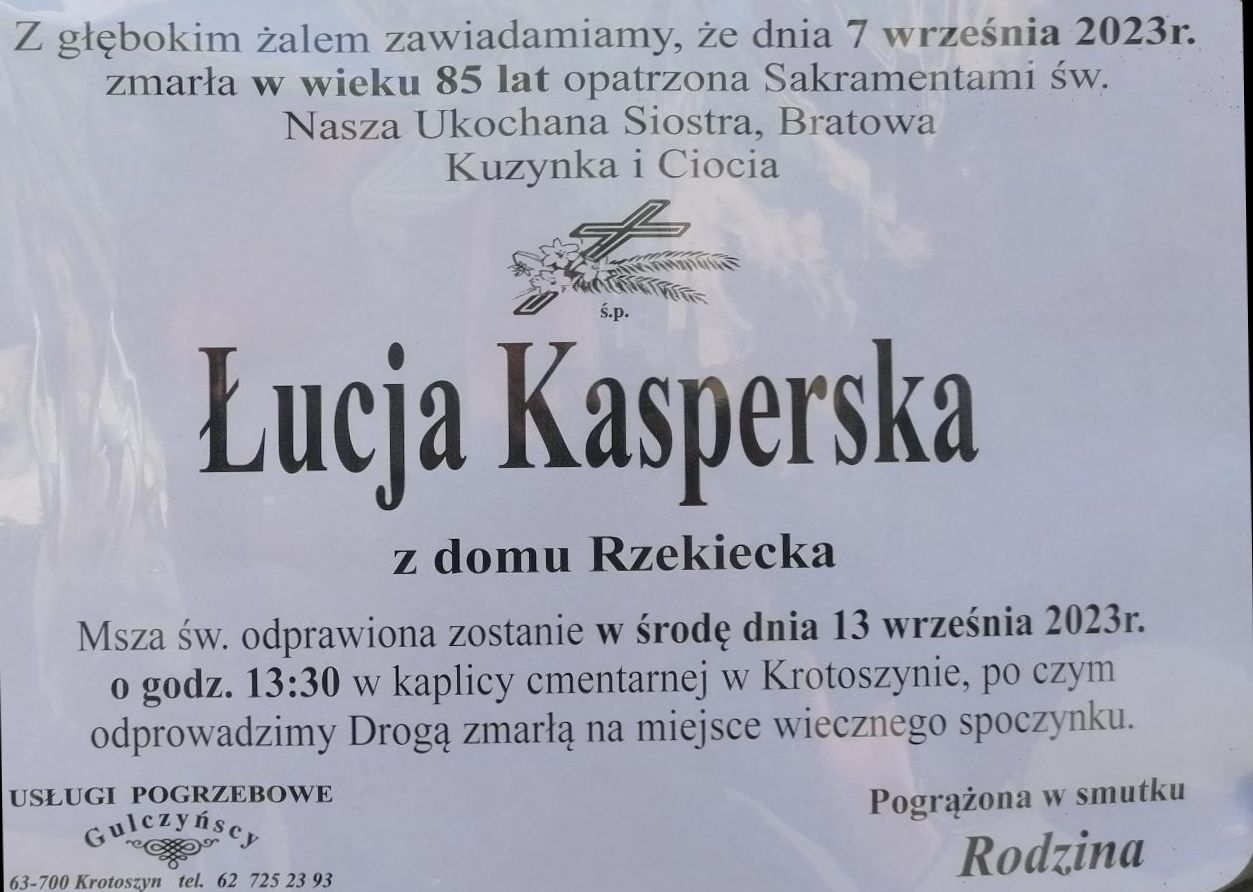 Z głębokim żalem zawiadamiamy, że dnia 7 września 2023r.
zmarła w wieku 85 lat opatrzona Sakramentami św.
Nasza Ukochana Siostra, Bratowa
Kuzynka i Ciocia
ś.p.
Łucja Kasperska
z domu Rzekiecka
Msza św. odprawiona zostanie w środę dnia 13 września 2023r.
o godz. 13:30 w kaplicy cmentarnej w Krotoszynie, po czym
odprowadzimy Drogą zmarłą na miejsce wiecznego spoczynku.
USŁUGI POGRZEBOWE
Gulczyńscy
63-700 Krotoszyn tel. 62 725 23 93
Pogrążona w smutku
Rodzina